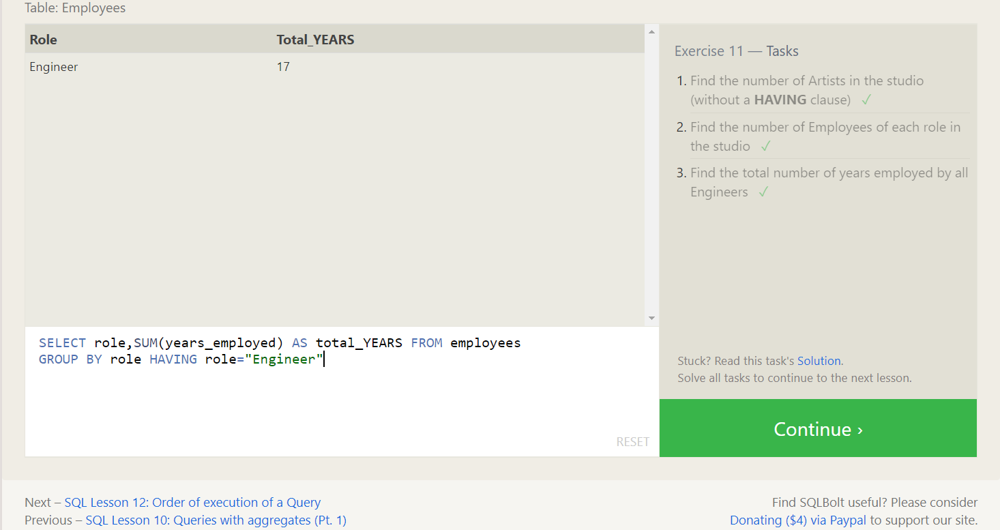 Table: Employees
Role Total_YEARS
Engineer 17
Exercise 11 — Tasks
1. Find the number of Artists in the studio
(without a HAVING clause) ✓
2. Find the number of Employees of each role in
the studio ✓
3. Find the total number of years employed by all
Engineers ✓
SELECT role,SUM(years_employed) AS total_YEARS FROM employees
GROUP BY role HAVING role="Engineer"
RESET
Stuck? Read this task's Solution.
Solve all tasks to continue to the next lesson.
Continue ›
Next – SQL Lesson 12: Order of execution of a Query
Previous – SQL Lesson 10: Queries with aggregates (Pt. 1)
Find SQLBolt useful? Please consider
Donating ($4) via Paypal to support our site.